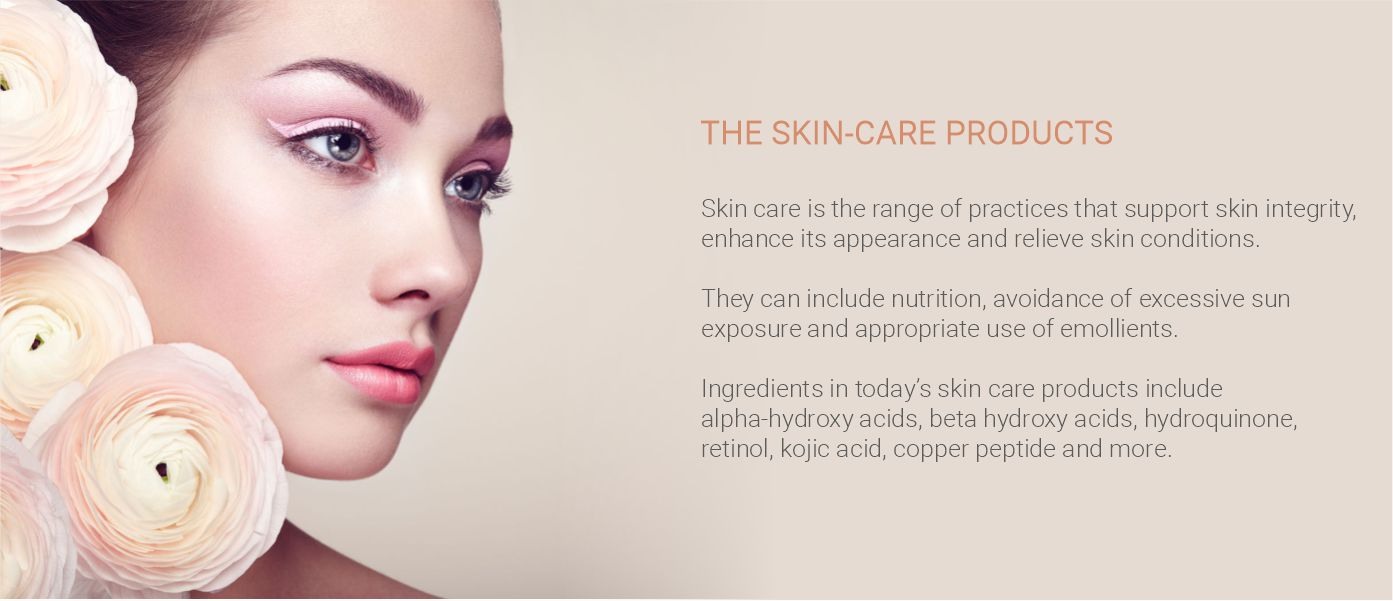 THE SKIN-CARE PRODUCTS
Skin care is the range of practices that support skin integrity,
enhance its appearance and relieve skin conditions.
They can include nutrition, avoidance of excessive sun
exposure and appropriate use of emollients.
Ingredients in today’s skin care products include
alpha-hydroxy acids, beta hydroxy acids, hydroquinone,
retinol, kojic acid, copper peptide and more.